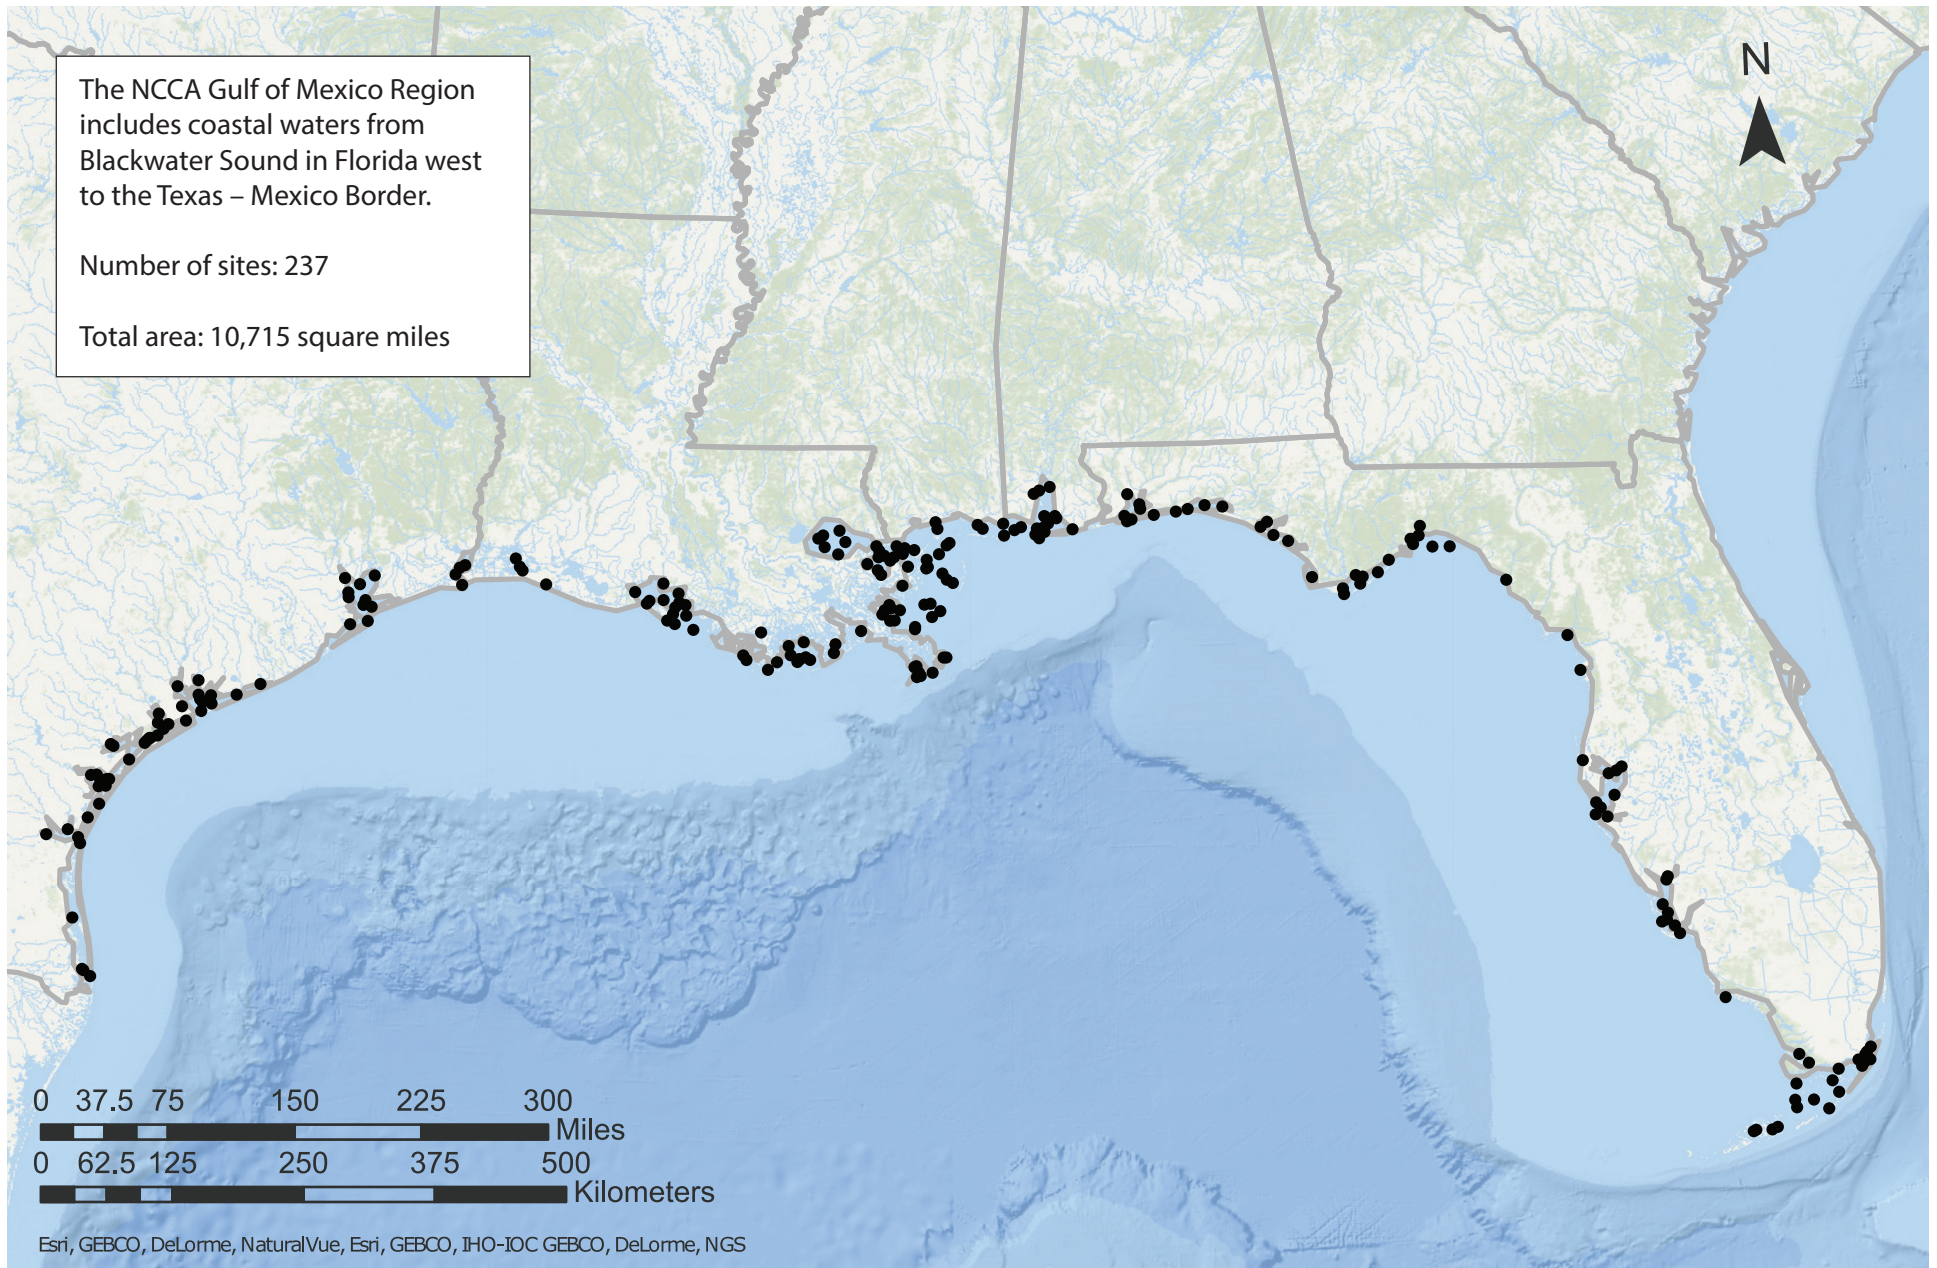 The NCCA Gulf of Mexico Region
includes coastal waters from
Blackwater Sound in Florida west
to the Texas – Mexico Border.
Number of sites: 237
Total area: 10,715 square miles
N
0 37.5 75 150 225 300
Miles
0 62.5 125 250 375 500
Kilometers
Esri, GEBCO, DeLorme, NaturalVue, Esri, GEBCO, IHO-IOC GEBCO, DeLorme, NGS